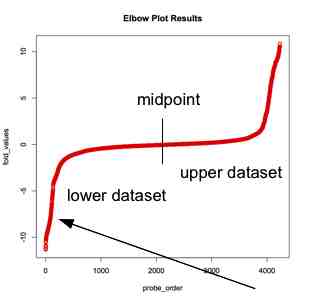 Elbow Plot Results
fold_values
10
5
0
-5
-10
midpoint
upper dataset
lower dataset
0
1000
2000
3000
4000
probe_order